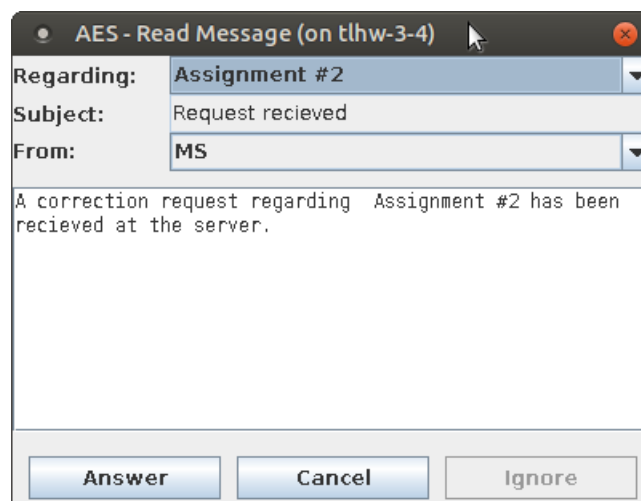 AES - Read Message (on tlhw-3-4)
Regarding: Assignment #2
Subject: Request recieved
From: MS
A correction request regarding  Assignment #2 has been
recieved at the server.
Answer Cancel Ignore